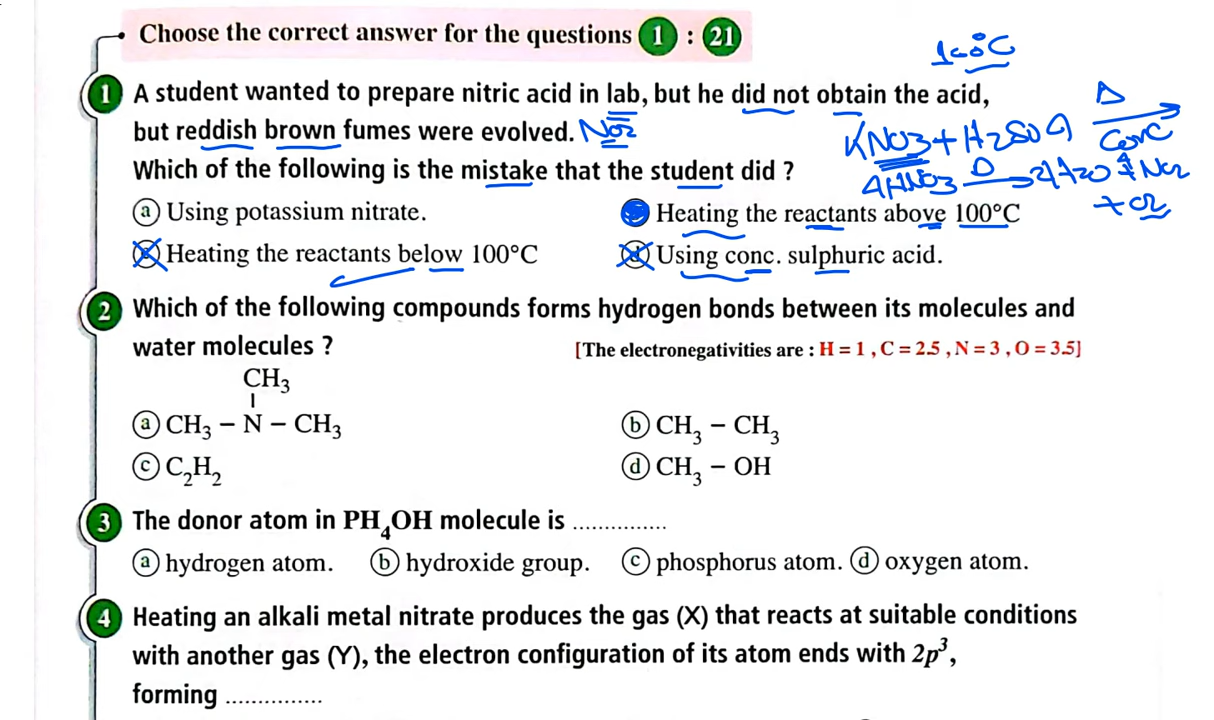 Choose the correct answer for the questions 1 : 21
100°C
1 A student wanted to prepare nitric acid in lab, but he did not obtain the acid,
but reddish brown fumes were evolved. NO2
KNO3 + H2SO4 Δ conc
Which of the following is the mistake that the student did ?
4HNO3 Δ 2H2O + 4NO2
+ O2
a Using potassium nitrate.
Heating the reactants above 100°C
Heating the reactants below 100°C
d Using conc. sulphuric acid.
2 Which of the following compounds forms hydrogen bonds between its molecules and
water molecules ? [The electronegativities are : H = 1 , C = 2.5 , N = 3 , O = 3.5]
CH3
a CH3 – N – CH3
b CH3 – CH3
c C2H2
d CH3 – OH
3 The donor atom in PH4OH molecule is ...............
a hydrogen atom. b hydroxide group. c phosphorus atom. d oxygen atom.
4 Heating an alkali metal nitrate produces the gas (X) that reacts at suitable conditions
with another gas (Y), the electron configuration of its atom ends with 2p³,
forming ...............